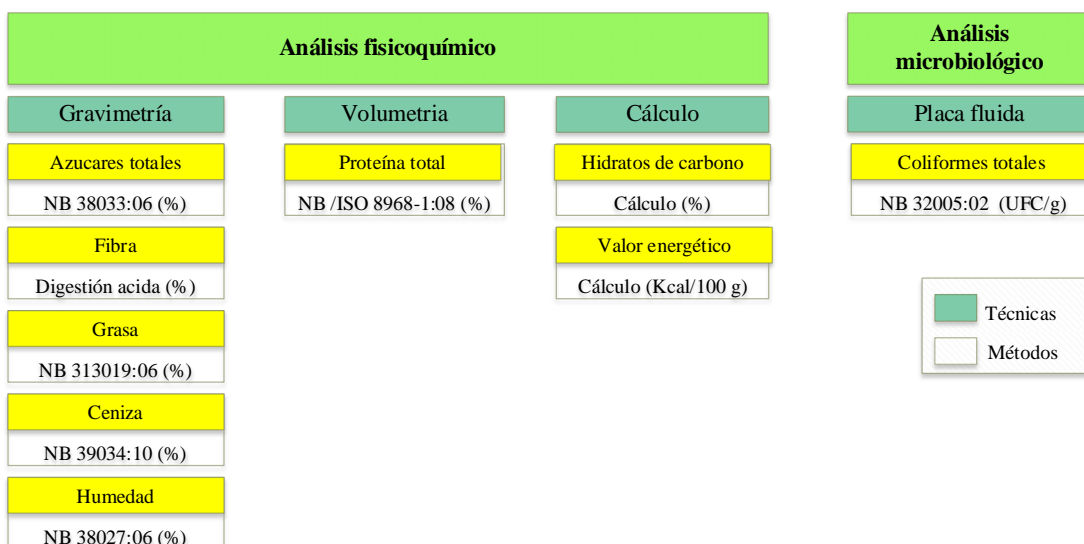 Análisis fisicoquímico
Análisis
microbiológico
Gravimetría
Volumetria
Cálculo
Placa fluida
Azucares totales
NB 38033:06 (%)
Fibra
Digestión acida (%)
Grasa
NB 313019:06 (%)
Ceniza
NB 39034:10 (%)
Humedad
NB 38027:06 (%)
Proteína total
NB /ISO 8968-1:08 (%)
Hidratos de carbono
Cálculo (%)
Valor energético
Cálculo (Kcal/100 g)
Coliformes totales
NB 32005:02 (UFC/g)
Técnicas
Métodos